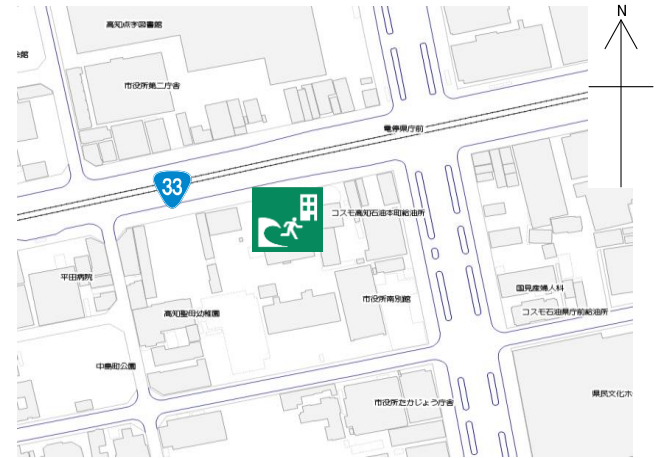 N
高知点字図書館
会館
市役所第二庁舎
電停県庁前
33
コスモ高知石油本町給油所
平田病院
国見産婦人科
市役所南別館
高知聖母幼稚園
コスモ石油県庁前給油所
中島町公園
県民文化ホ
市役所たかじょう庁舎